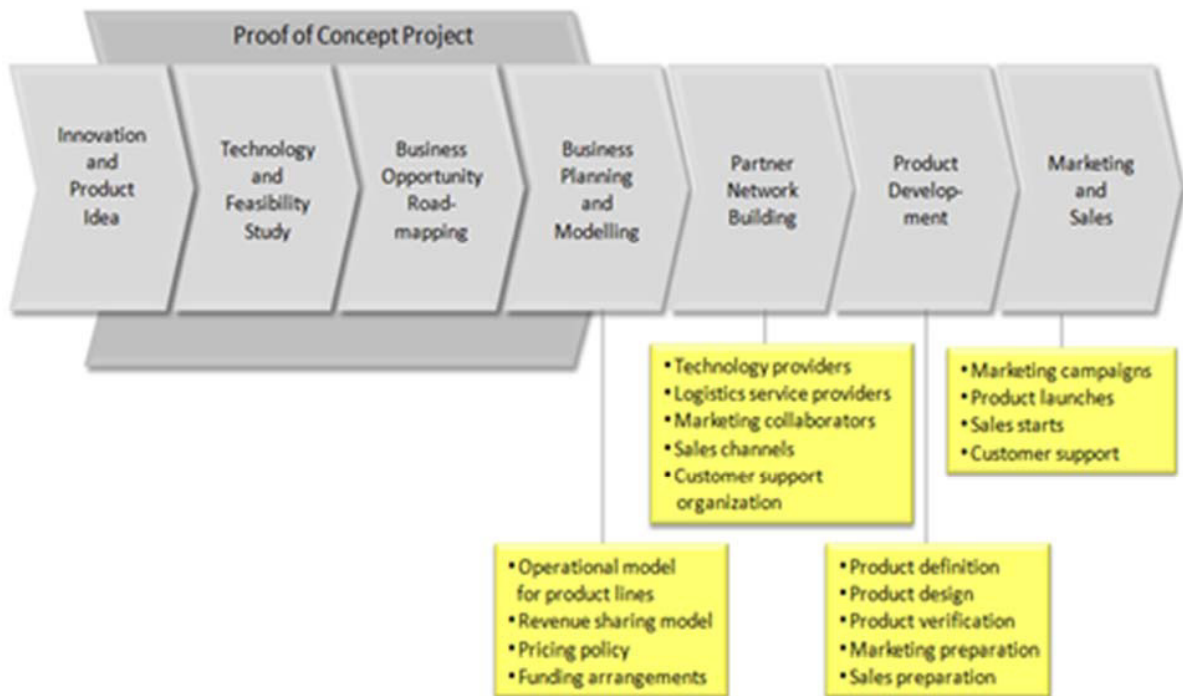 Proof of Concept Project
Innovation
and
Product
Idea
Technology
and
Feasibility
Study
Business
Opportunity
Road-
mapping
Business
Planning
and
Modelling
Partner
Network
Building
Product
Develop-
ment
Marketing
and
Sales
• Technology providers
• Logistics service providers
• Marketing collaborators
• Sales channels
• Customer support
organization
• Marketing campaigns
• Product launches
• Sales starts
• Customer support
• Operational model
for product lines
• Revenue sharing model
• Pricing policy
• Funding arrangements
• Product definition
• Product design
• Product verification
• Marketing preparation
• Sales preparation